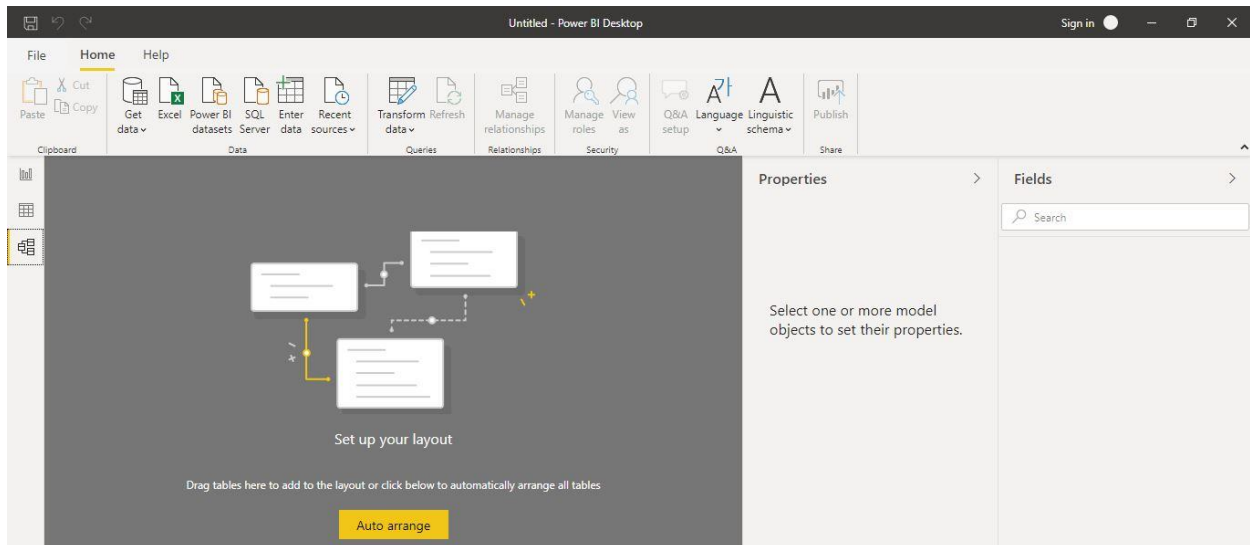 Untitled - Power BI Desktop
Sign in
File Home Help
Paste
Cut
Copy
Get data
Excel
Power BI datasets
SQL Server
Enter data
Recent sources
Transform data
Refresh
Manage relationships
Manage roles
View as
Q&A setup
A가
Language
A
Linguistic schema
Publish
Clipboard
Data
Queries
Relationships
Security
Q&A
Share
Set up your layout
Drag tables here to add to the layout or click below to automatically arrange all tables
Auto arrange
Properties
Select one or more model
objects to set their properties.
Fields
Search